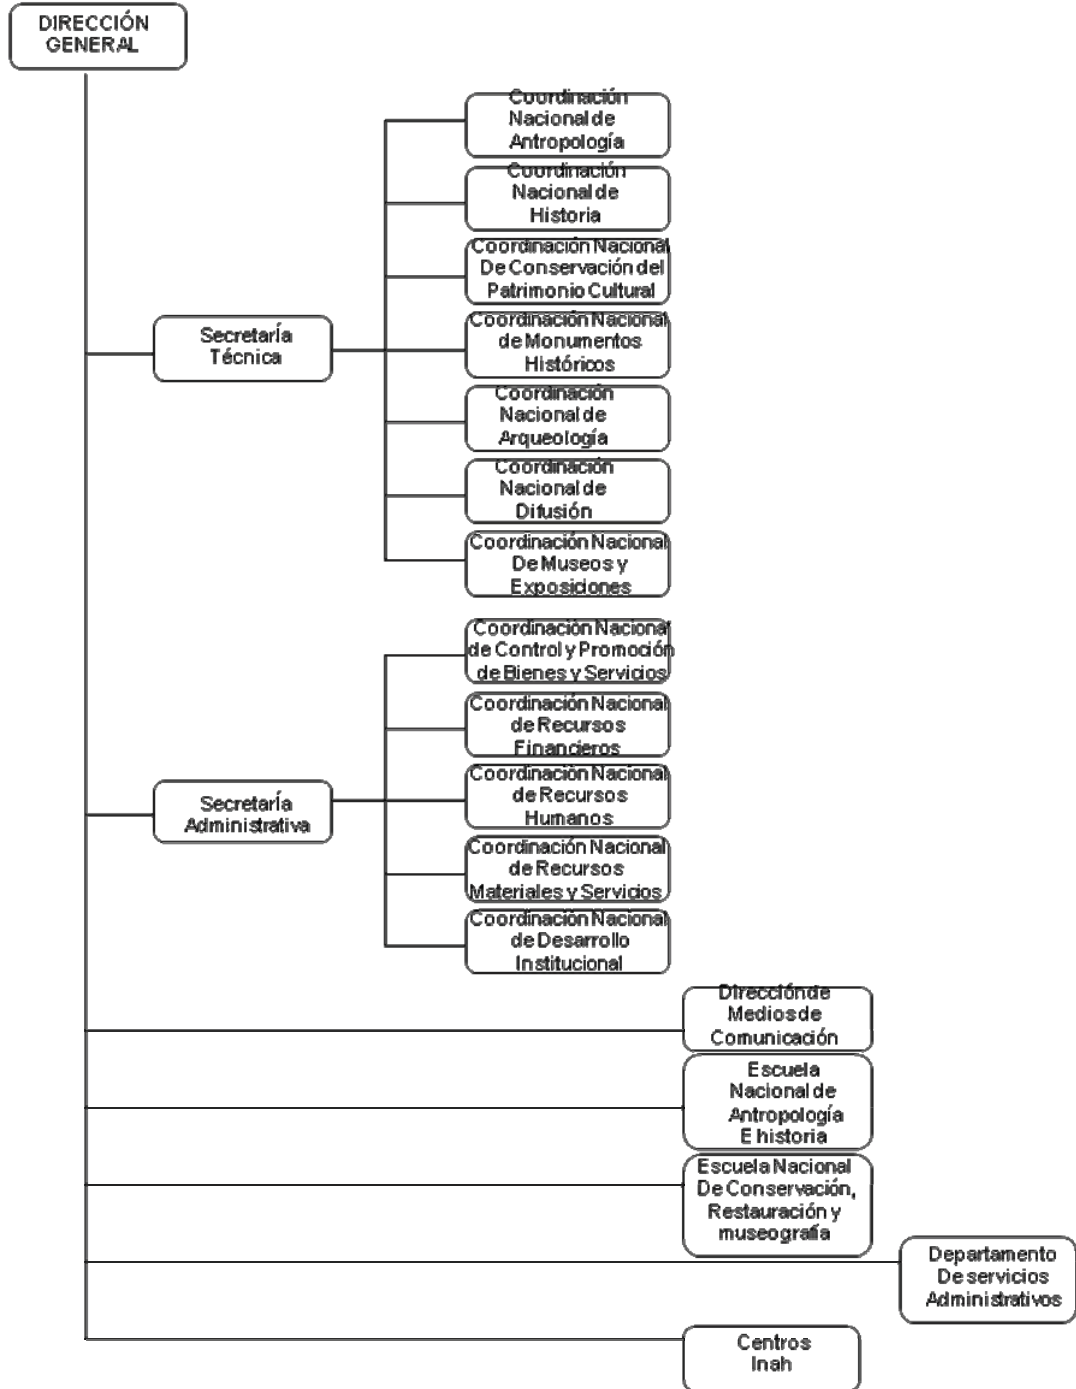 DIRECCIÓN
GENERAL
Coordinación
Nacional de
Antropología
Coordinación
Nacional de
Historia
Coordinación Nacional
De Conservación del
Patrimonio Cultural
Secretaría
Técnica
Coordinación Nacional
de Monumentos
Históricos
Coordinación
Nacional de
Arqueología
Coordinación
Nacional de
Difusión
Coordinación Nacional
De Museos y
Exposiciones
Coordinación Nacional
de Control y Promoción
de Bienes y Servicios
Coordinación Nacional
de Recursos
Financieros
Secretaría
Administrativa
Coordinación Nacional
de Recursos
Humanos
Coordinación Nacional
de Recursos
Materiales y Servicios
Coordinación Nacional
de Desarrollo
Institucional
Dirección de
Medios de
Comunicación
Escuela
Nacional de
Antropología
E historia
Escuela Nacional
De Conservación,
Restauración y
museografía
Departamento
De servicios
Administrativos
Centros
Inah